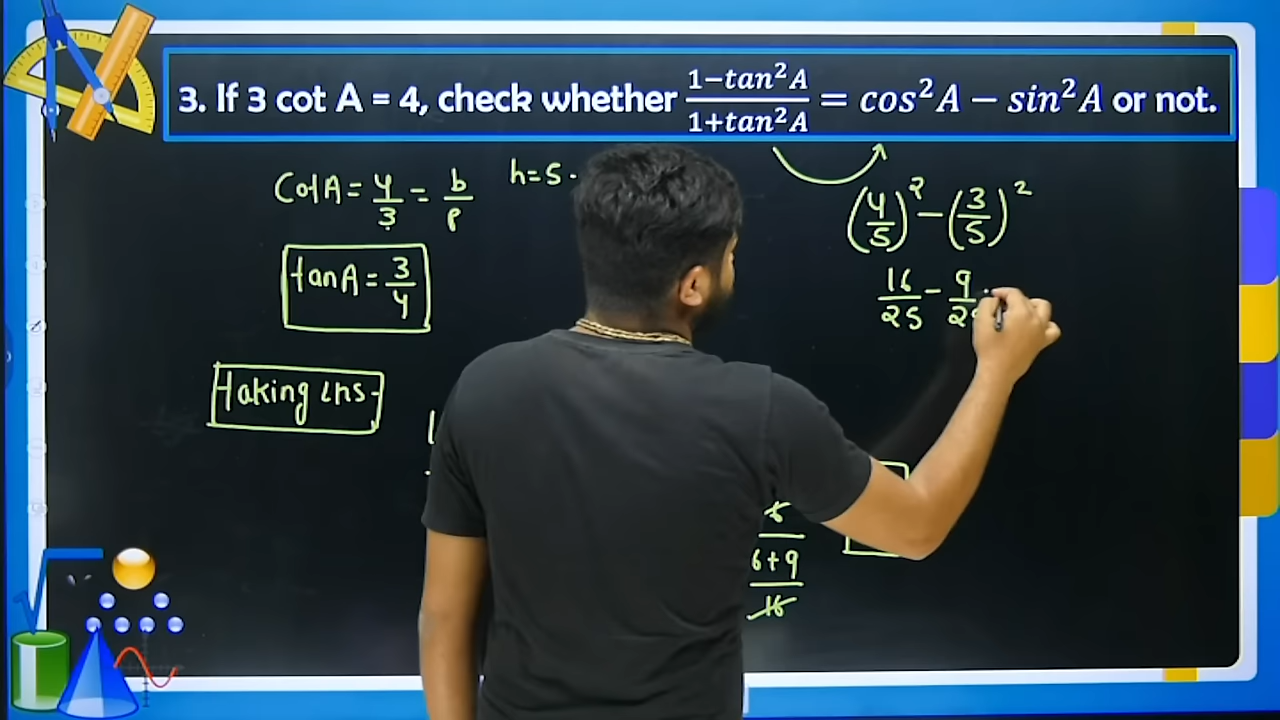 3. If 3 cot A = 4, check whether (1−tan²A)/(1+tan²A) = cos²A − sin²A or not.
Cot A = 4/3 = b/p
h=5
tan A = 3/4
Taking LHS
6+9
16
(4/5)² − (3/5)²
16/25 − 9/25